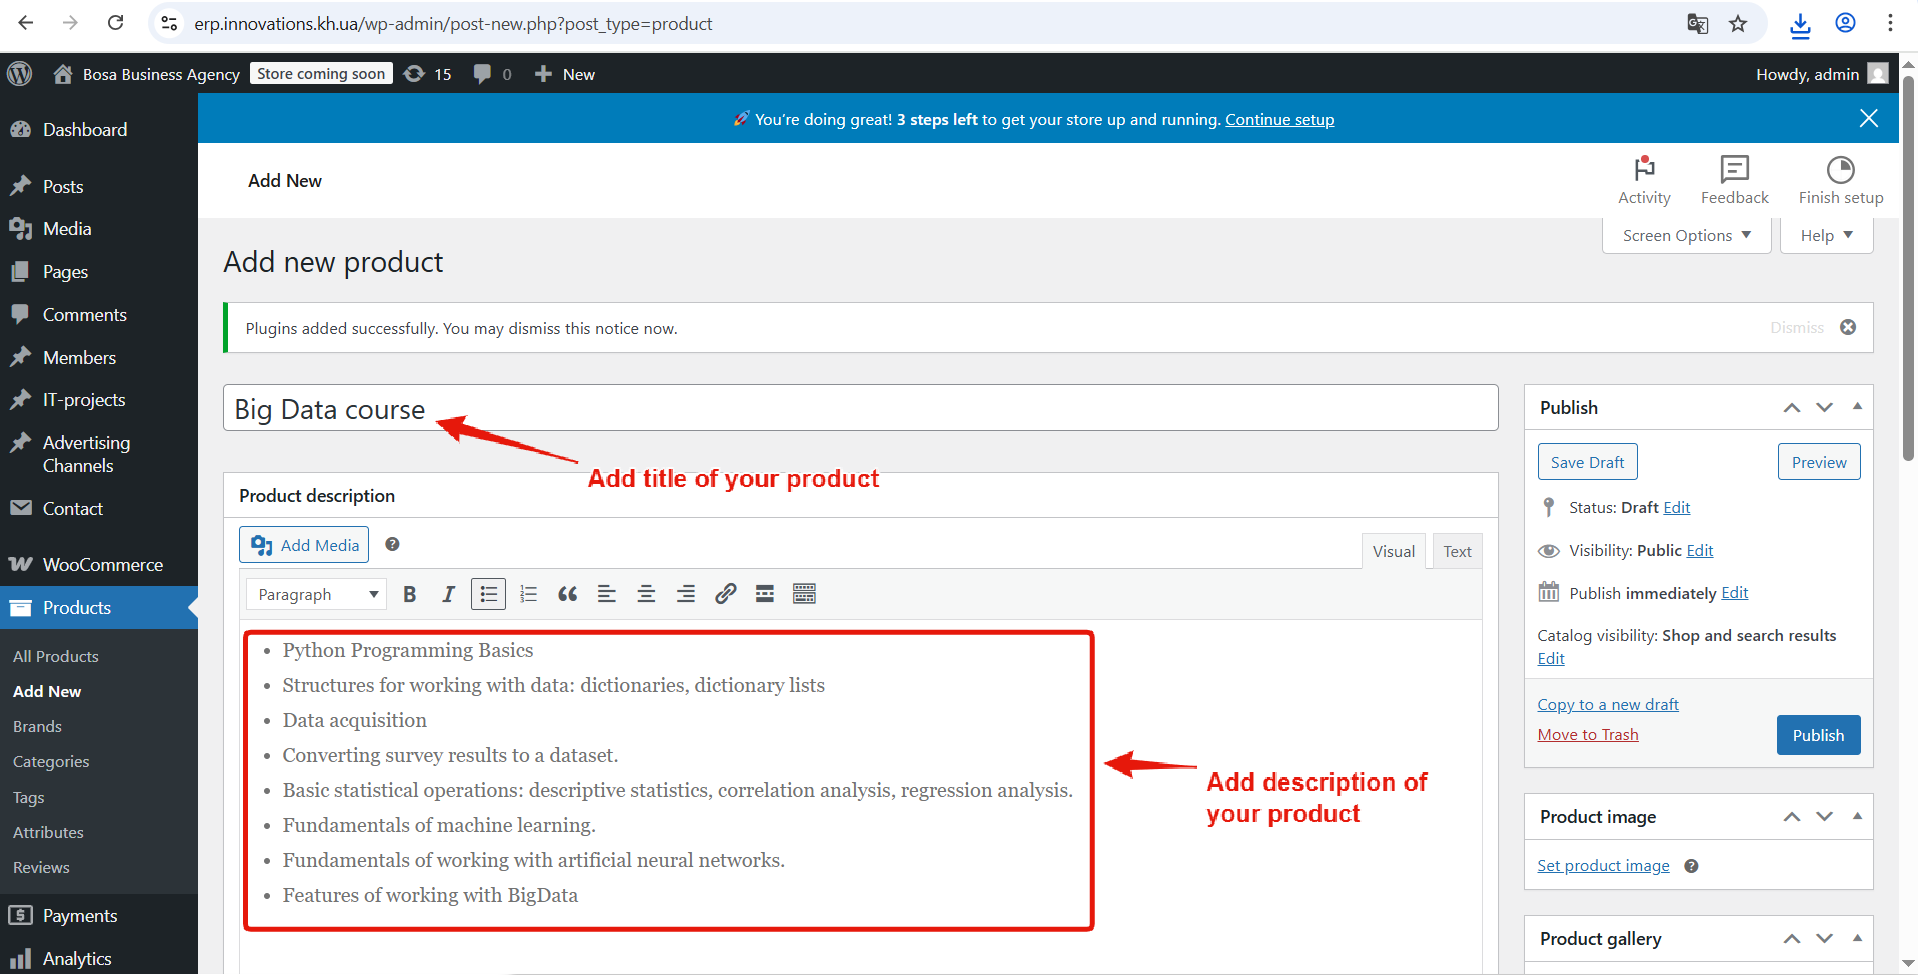 erp.innovations.kh.ua/wp-admin/post-new.php?post_type=product
Bosa Business Agency Store coming soon 15 0 New Howdy, admin
🚀 You're doing great! 3 steps left to get your store up and running. Continue setup
Add New
Activity Feedback Finish setup
Screen Options Help
Dashboard
Posts
Media
Pages
Comments
Members
IT-projects
Advertising
Channels
Contact
WooCommerce
Products
All Products
Add New
Brands
Categories
Tags
Attributes
Reviews
Payments
Analytics
Add new product
Plugins added successfully. You may dismiss this notice now. Dismiss
Big Data course
Add title of your product
Product description
Add Media
Visual Text
Paragraph
• Python Programming Basics
• Structures for working with data: dictionaries, dictionary lists
• Data acquisition
• Converting survey results to a dataset.
• Basic statistical operations: descriptive statistics, correlation analysis, regression analysis.
• Fundamentals of machine learning.
• Fundamentals of working with artificial neural networks.
• Features of working with BigData
Add description of
your product
Publish
Save Draft Preview
Status: Draft Edit
Visibility: Public Edit
Publish immediately Edit
Catalog visibility: Shop and search results
Edit
Copy to a new draft
Move to Trash
Publish
Product image
Set product image
Product gallery